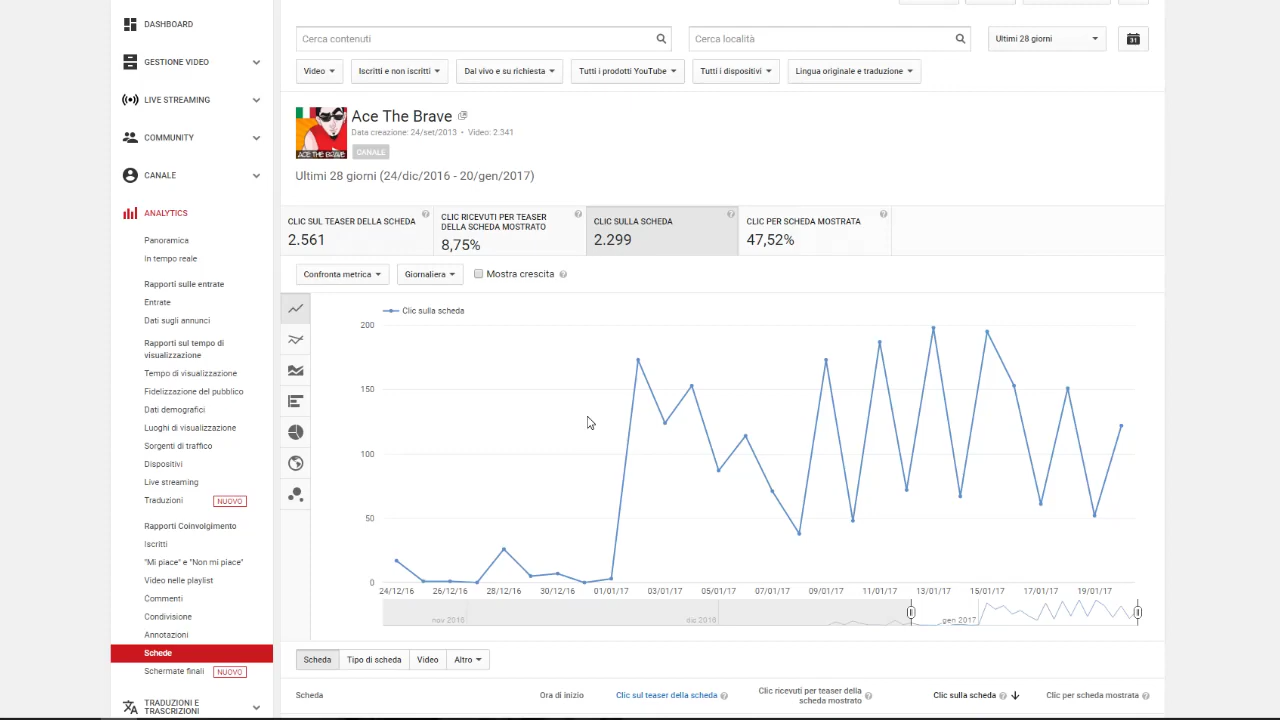 DASHBOARD
GESTIONE VIDEO
LIVE STREAMING
COMMUNITY
CANALE
ANALYTICS
Panoramica
In tempo reale
Rapporti sulle entrate
Entrate
Dati sugli annunci
Rapporti sul tempo di
visualizzazione
Tempo di visualizzazione
Fidelizzazione del pubblico
Dati demografici
Luoghi di visualizzazione
Sorgenti di traffico
Dispositivi
Live streaming
Traduzioni NUOVO
Rapporti Coinvolgimento
Iscritti
"Mi piace" e "Non mi piace"
Video nelle playlist
Commenti
Condivisione
Annotazioni
Schede
Schermate finali NUOVO
TRADUZIONI E
TRASCRIZIONI
Cerca contenuti
Cerca località
Ultimi 28 giorni
31
Video
Iscritti e non iscritti
Dal vivo e su richiesta
Tutti i prodotti YouTube
Tutti i dispositivi
Lingua originale e traduzione
ACE THE BRAVE
Ace The Brave
Data creazione: 24/set/2013 • Video: 2.341
CANALE
Ultimi 28 giorni (24/dic/2016 - 20/gen/2017)
CLIC SUL TEASER DELLA SCHEDA
2.561
CLIC RICEVUTI PER TEASER
DELLA SCHEDA MOSTRATO
8,75%
CLIC SULLA SCHEDA
2.299
CLIC PER SCHEDA MOSTRATA
47,52%
Confronta metrica
Giornaliera
Mostra crescita
Clic sulla scheda
200
150
100
50
0
24/12/16 26/12/16 28/12/16 30/12/16 01/01/17 03/01/17 05/01/17 07/01/17 09/01/17 11/01/17 13/01/17 15/01/17 17/01/17 19/01/17
nov 2016 dic 2016 gen 2017
Scheda Tipo di scheda Video Altro
Scheda
Ora di inizio
Clic sul teaser della scheda
Clic ricevuti per teaser della
scheda mostrato
Clic sulla scheda
Clic per scheda mostrata